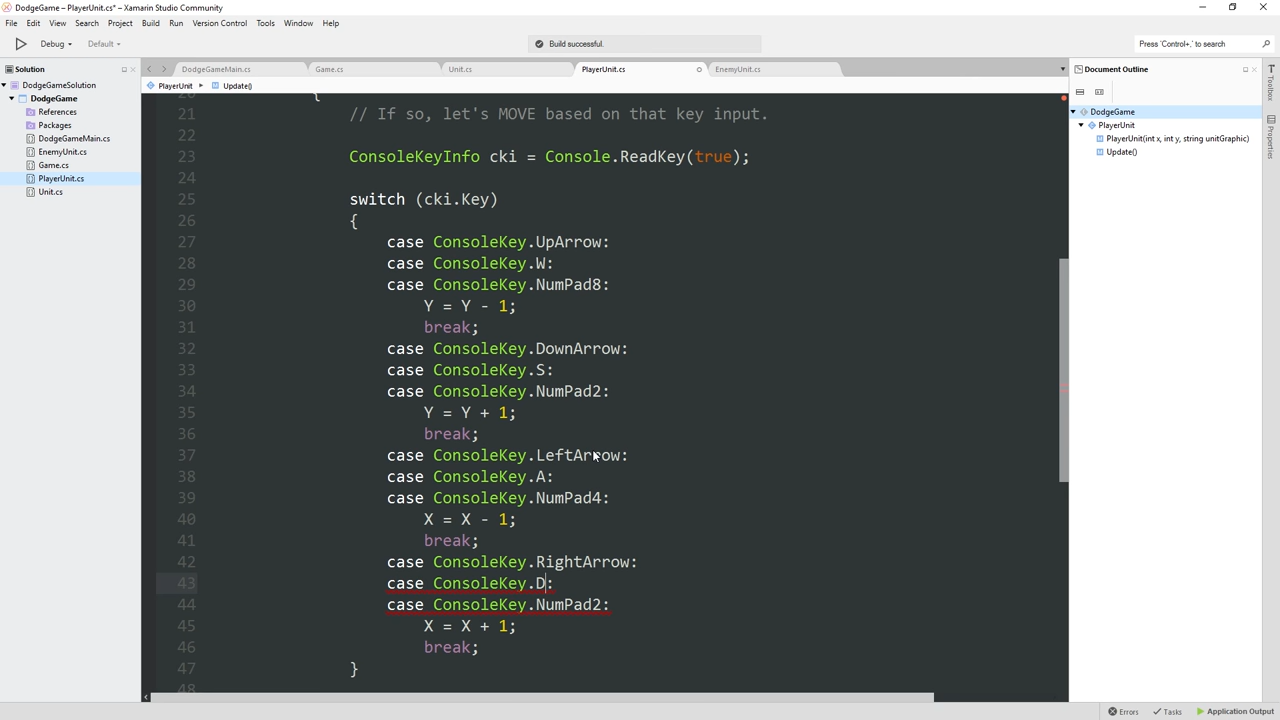 DodgeGame – PlayerUnit.cs* - Xamarin Studio Community
File Edit View Search Project Build Run Version Control Tools Window Help
Debug Default Build successful. Press 'Control+,' to search
Solution
DodgeGameSolution
DodgeGame
References
Packages
DodgeGameMain.cs
EnemyUnit.cs
Game.cs
PlayerUnit.cs
Unit.cs
DodgeGameMain.cs Game.cs Unit.cs PlayerUnit.cs EnemyUnit.cs
PlayerUnit Update()
20 {
21 // If so, let's MOVE based on that key input.
22
23 ConsoleKeyInfo cki = Console.ReadKey(true);
24
25 switch (cki.Key)
26 {
27 case ConsoleKey.UpArrow:
28 case ConsoleKey.W:
29 case ConsoleKey.NumPad8:
30 Y = Y - 1;
31 break;
32 case ConsoleKey.DownArrow:
33 case ConsoleKey.S:
34 case ConsoleKey.NumPad2:
35 Y = Y + 1;
36 break;
37 case ConsoleKey.LeftArrow:
38 case ConsoleKey.A:
39 case ConsoleKey.NumPad4:
40 X = X - 1;
41 break;
42 case ConsoleKey.RightArrow:
43 case ConsoleKey.D:
44 case ConsoleKey.NumPad2:
45 X = X + 1;
46 break;
47 }
48
Document Outline
DodgeGame
PlayerUnit
PlayerUnit(int x, int y, string unitGraphic)
Update()
Toolbox
Properties
Errors Tasks Application Output